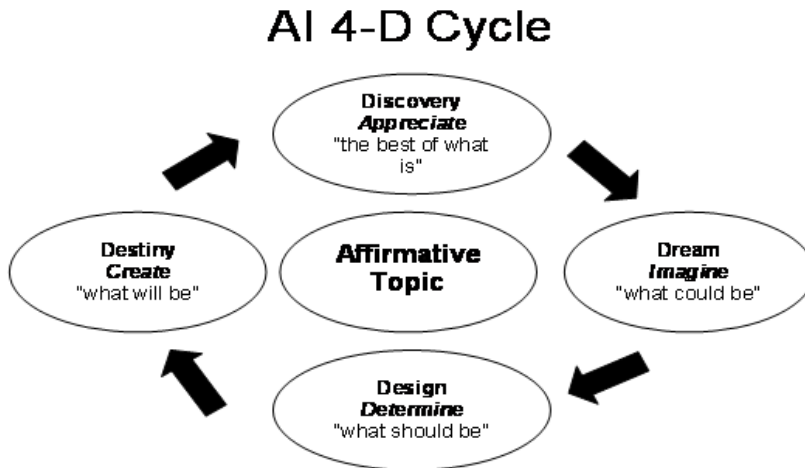 AI 4-D Cycle
Discovery
Appreciate
"the best of what
is"
Destiny
Create
"what will be"
Affirmative
Topic
Dream
Imagine
"what could be"
Design
Determine
"what should be"